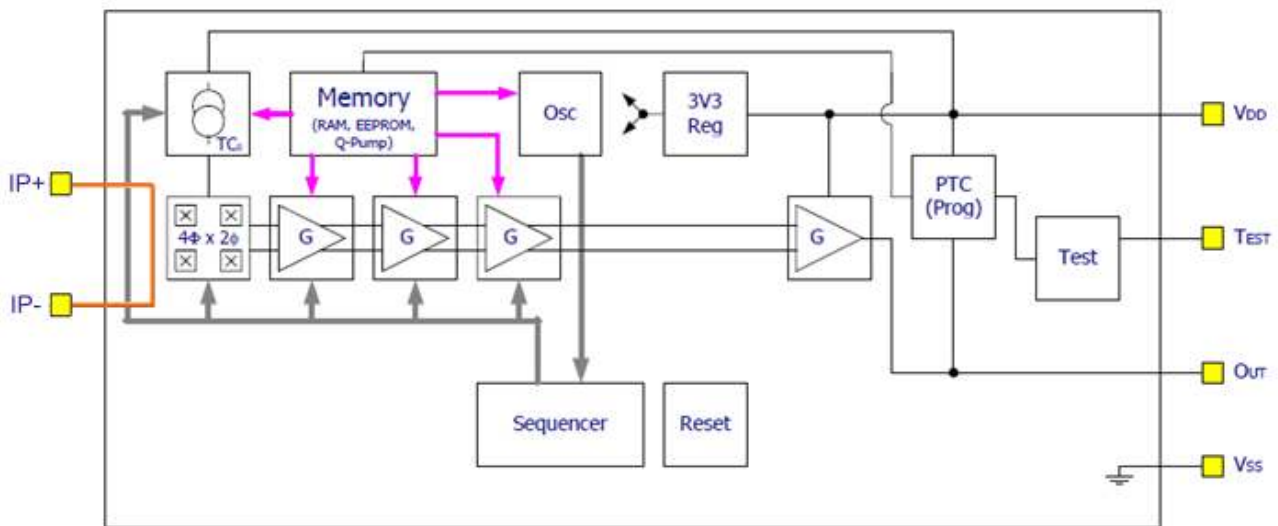 Memory
(RAM, EEPROM,
Q-Pump)
Osc
3V3
Reg
VDD
TC₀
IP+
PTC
(Prog)
4Φ x 2φ
G
G
G
G
TEST
Test
IP-
OUT
Sequencer
Reset
VSS